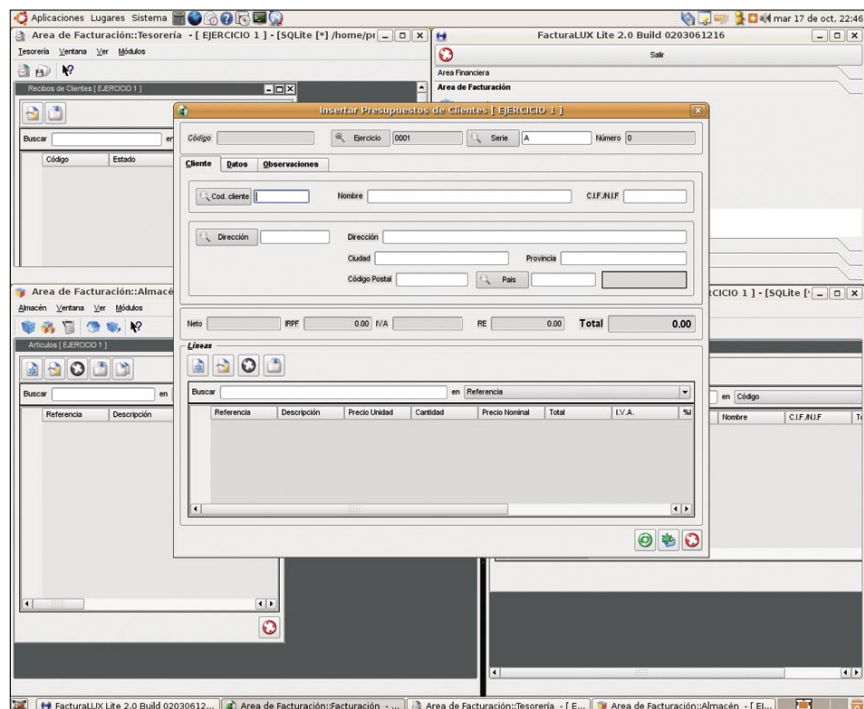 Aplicaciones Lugares Sistema
mar 17 de oct, 22:46
Area de Facturación::Tesorería - [ EJERCICIO 1 ] - [SQLite [*] /home/pr
Tesorería Ventana Ver Módulos
Recibos de Clientes [ EJERCICIO 1 ]
Buscar
Código Estado
FacturaLUX Lite 2.0 Build 0203061216
Salir
Area Financiera
Area de Facturación
Insertar Presupuestos de Clientes [ EJERCICIO 1 ]
Código Ejercicio 0001 Serie A Número 0
Cliente Datos Observaciones
Cod. cliente Nombre C.I.F./N.I.F
Dirección Dirección
Ciudad Provincia
Código Postal Pais
Neto IRPF 0.00 IVA RE 0.00 Total 0.00
Líneas
Buscar en Referencia
Referencia Descripción Precio Unidad Cantidad Precio Nominal Total I.V.A.
Area de Facturación::Almacé
Almacén Ventana Ver Módulos
Artículos [ EJERCICIO 1 ]
Buscar en
Referencia Descripción
CICIO 1 ] - [SQLite [*
en Código
Nombre C.I.F./N.I.F
FacturaLUX Lite 2.0 Build 02030612... Area de Facturación::Facturación - ... Area de Facturación::Tesorería - [ E... Area de Facturación::Almacén - [ EJ...